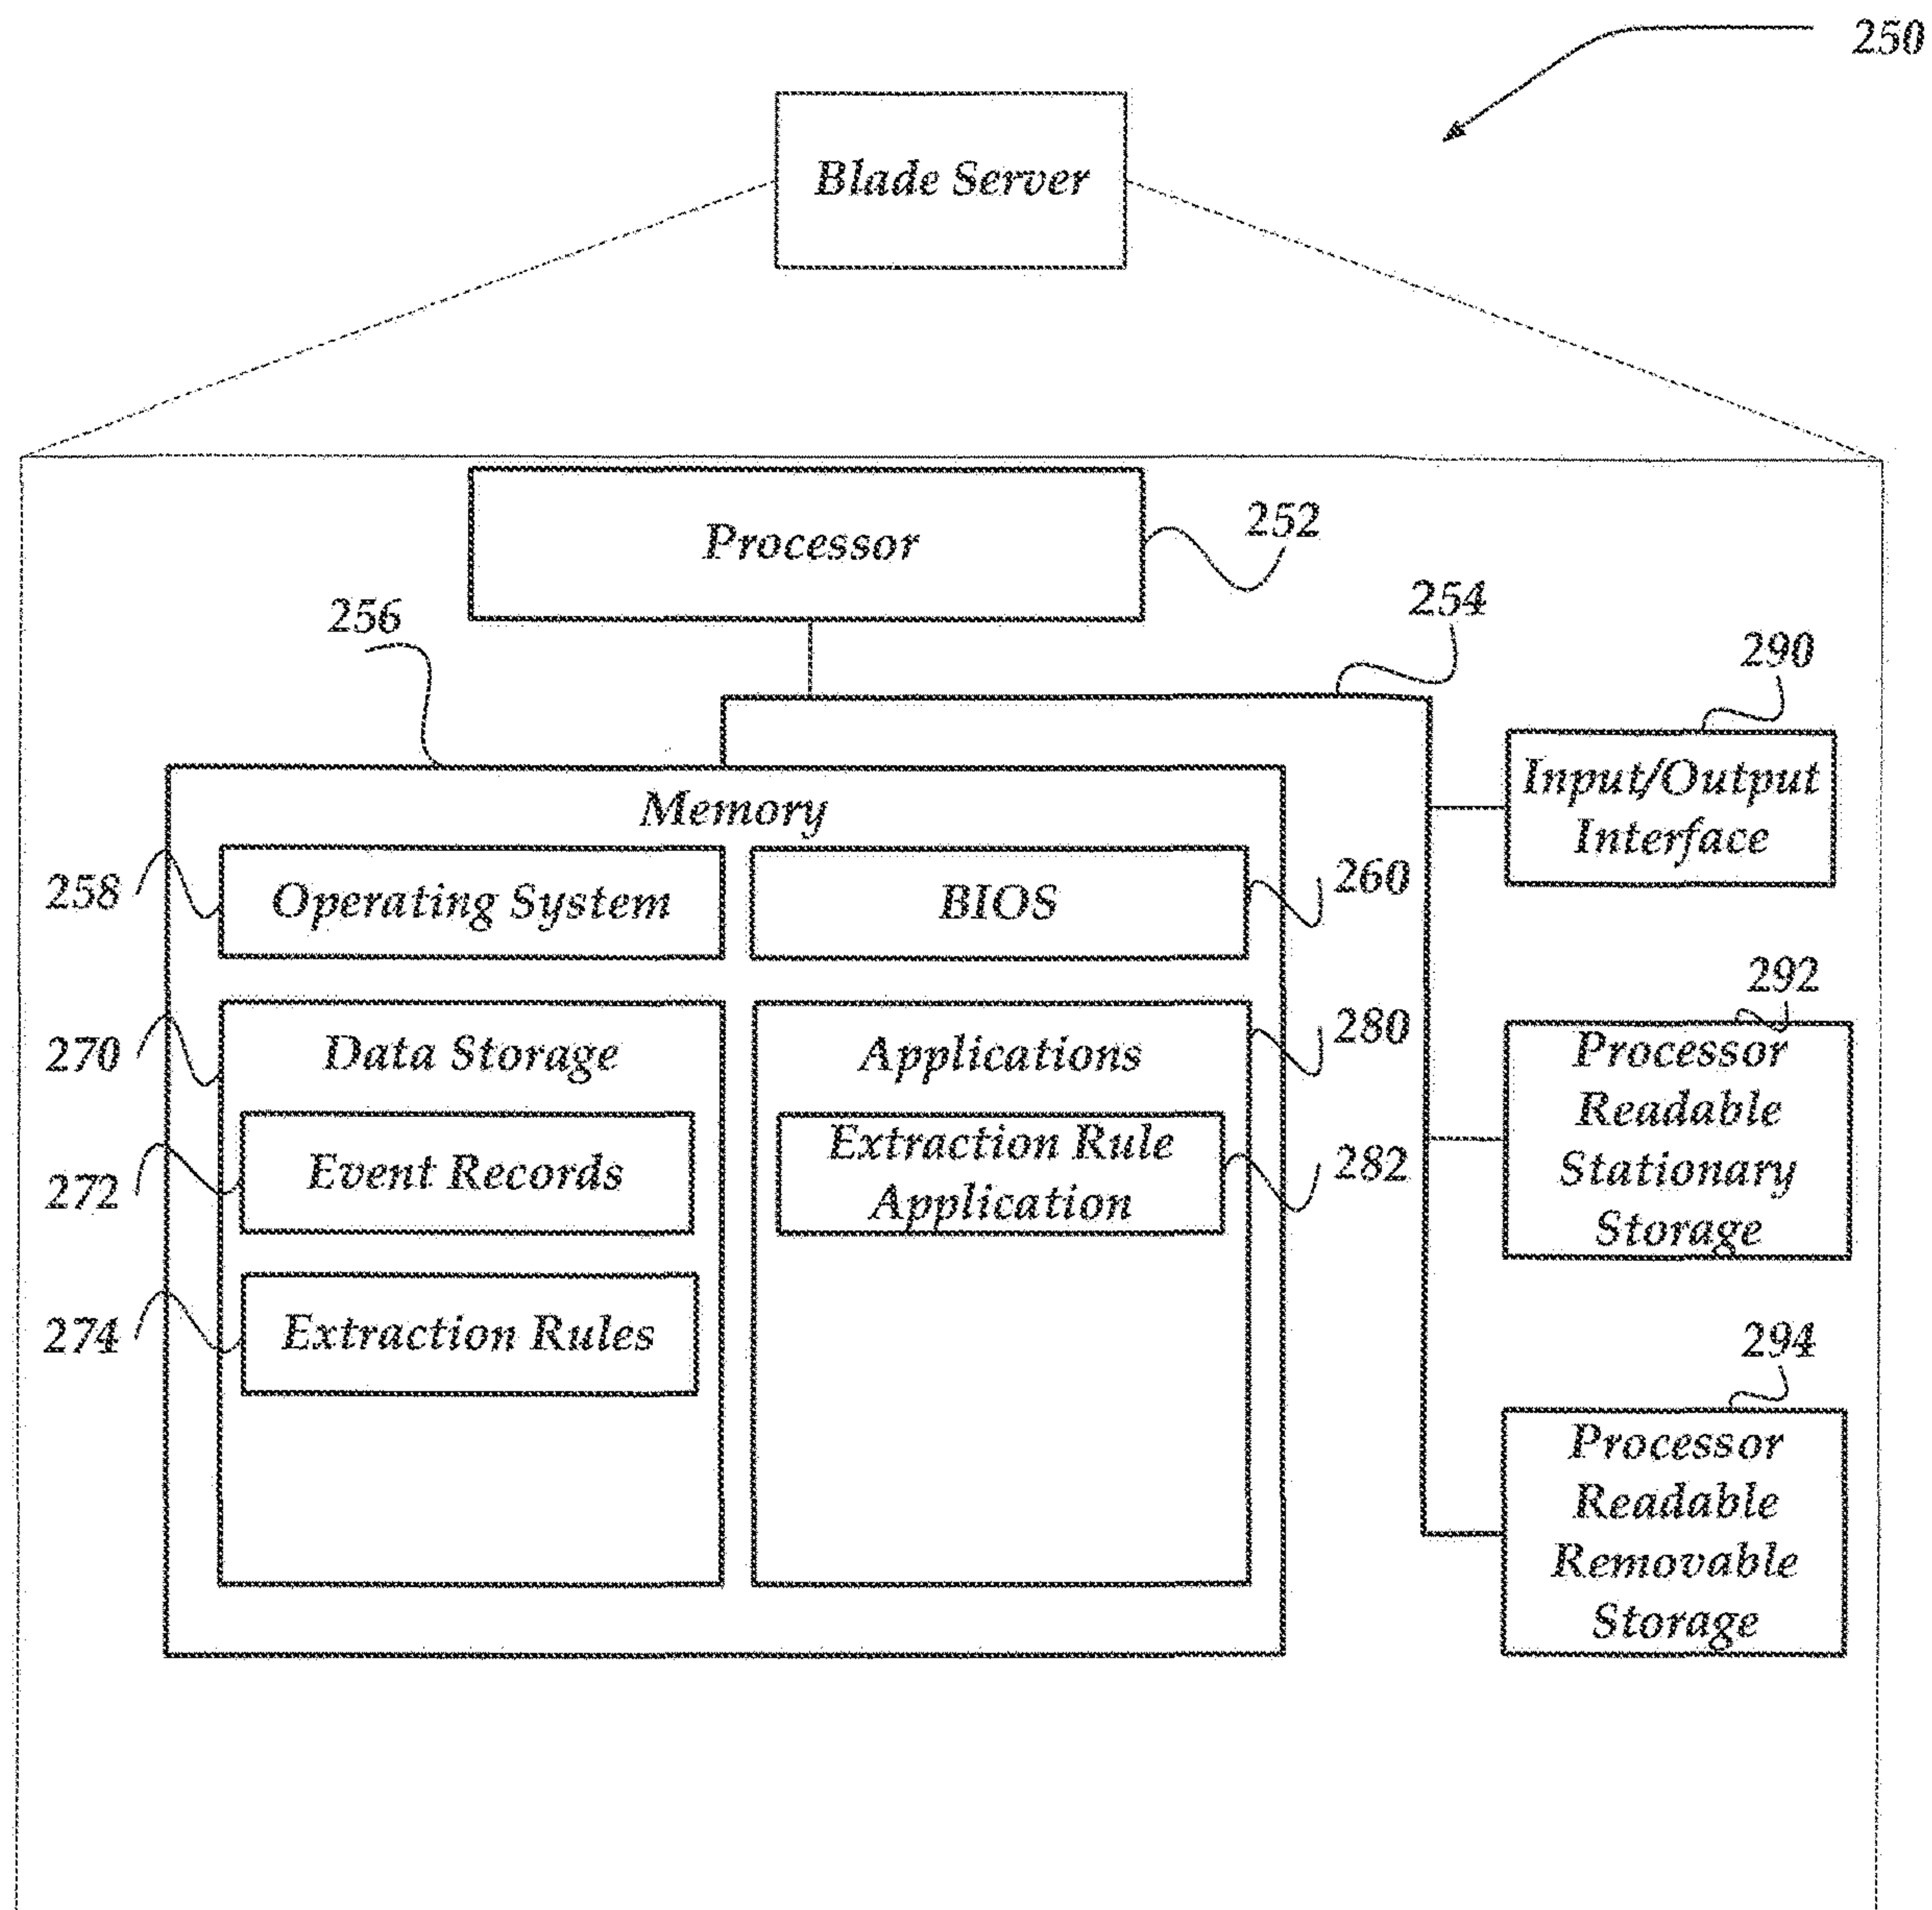 250
Blade Server
Processor
252
256
254
290
Input/Output
Interface
Memory
258
Operating System
BIOS
260
292
Processor
Readable
Stationary
Storage
270
Data Storage
Applications
280
272
Event Records
Extraction Rule
Application
282
274
Extraction Rules
294
Processor
Readable
Removable
Storage